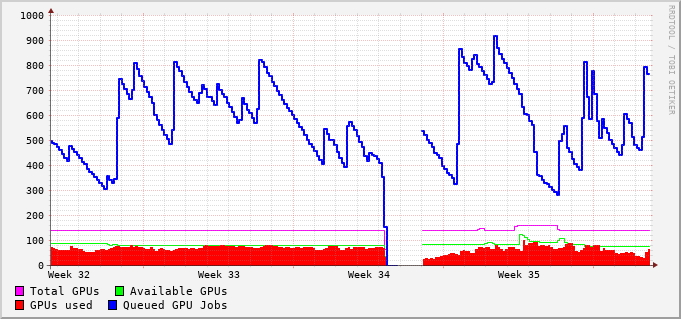 1000
900
800
700
600
500
400
300
200
100
0
Week 32 Week 33 Week 34 Week 35
Total GPUs Available GPUs
GPUs used Queued GPU Jobs
RRDTOOL / TOBI OETIKER